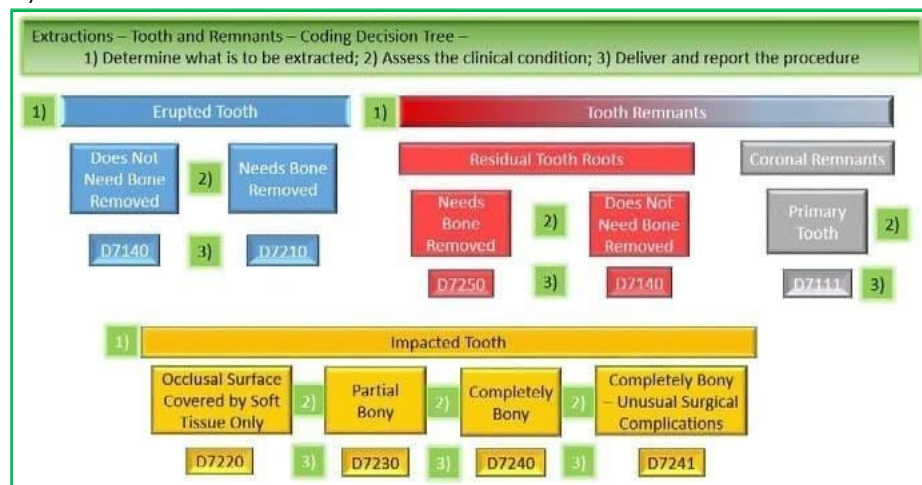 Extractions – Tooth and Remnants – Coding Decision Tree –
1) Determine what is to be extracted; 2) Assess the clinical condition; 3) Deliver and report the procedure
1)
Erupted Tooth
Does Not
Need Bone
Removed
2)
Needs Bone
Removed
D7140
3)
D7210
1)
Tooth Remnants
Residual Tooth Roots
Needs
Bone
Removed
2)
Does Not
Need Bone
Removed
D7250
3)
D7140
Coronal Remnants
Primary
Tooth
2)
D7111
3)
1)
Impacted Tooth
Occlusal Surface
Covered by Soft
Tissue Only
2)
Partial
Bony
2)
Completely
Bony
2)
Completely Bony
– Unusual Surgical
Complications
D7220
3)
D7230
3)
D7240
3)
D7241